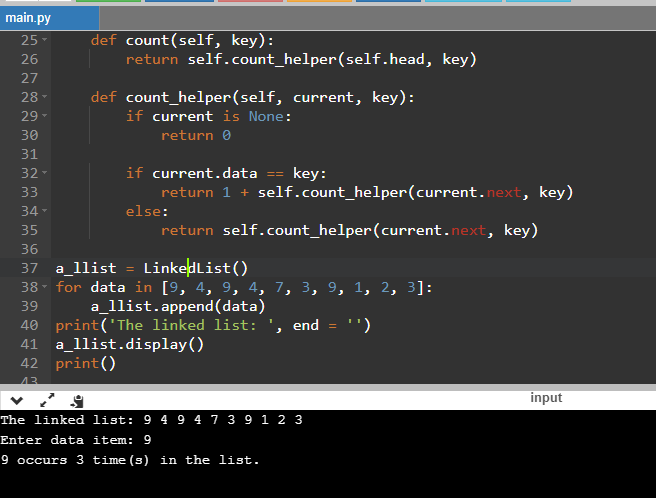 main.py
25 def count(self, key):
26 return self.count_helper(self.head, key)
27
28 def count_helper(self, current, key):
29 if current is None:
30 return 0
31
32 if current.data == key:
33 return 1 + self.count_helper(current.next, key)
34 else:
35 return self.count_helper(current.next, key)
36
37 a_llist = LinkedList()
38 for data in [9, 4, 9, 4, 7, 3, 9, 1, 2, 3]:
39 a_llist.append(data)
40 print('The linked list: ', end = '')
41 a_llist.display()
42 print()
43
input
The linked list: 9 4 9 4 7 3 9 1 2 3
Enter data item: 9
9 occurs 3 time(s) in the list.